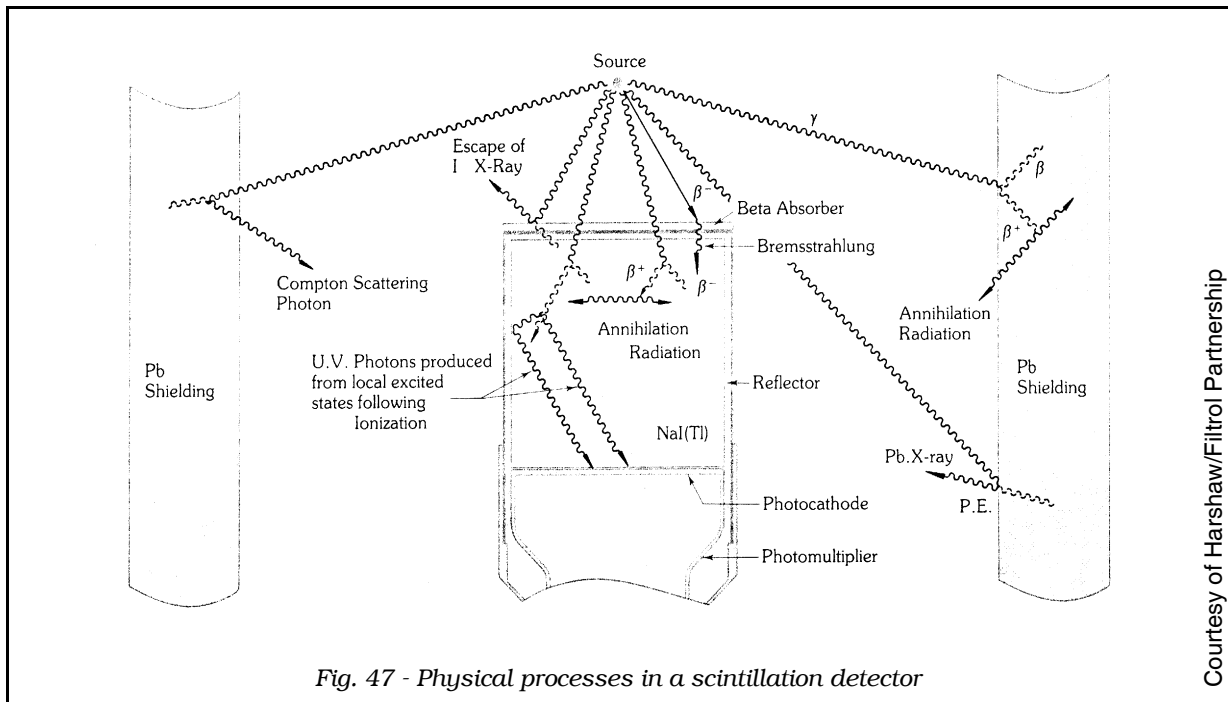 Source
γ
Escape of
I X-Ray
β
β−
Beta Absorber
β+
Bremsstrahlung
β+
β−
Compton Scattering
Photon
Annihilation
Radiation
Annihilation
Radiation
U.V. Photons produced
from local excited
states following
Ionization
Pb
Shielding
Reflector
Pb
Shielding
NaI(Tl)
Pb.X-ray
P.E.
Photocathode
Photomultiplier
Fig. 47 - Physical processes in a scintillation detector
Courtesy of Harshaw/Filtrol Partnership